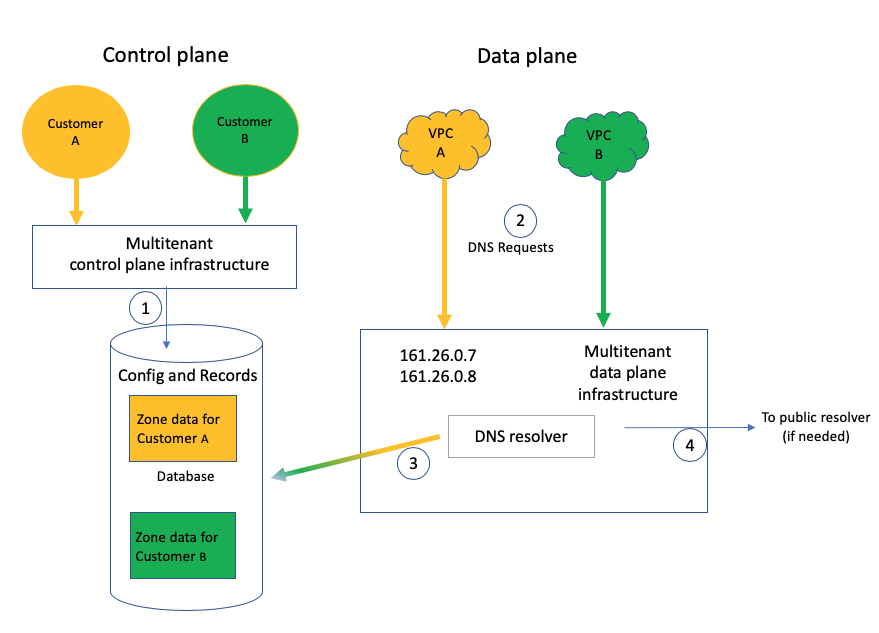 Control plane
Data plane
Customer
A
Customer
B
VPC
A
VPC
B
2
DNS Requests
Multitenant
control plane infrastructure
1
161.26.0.7
161.26.0.8
Multitenant
data plane
infrastructure
Config and Records
Zone data for
Customer A
Database
Zone data for
Customer B
DNS resolver
3
4
To public resolver
(if needed)